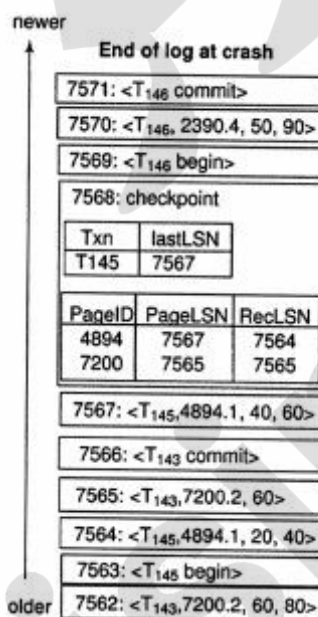 newer
End of log at crash
7571: <T146 commit>
7570: <T146, 2390.4, 50, 90>
7569: <T146 begin>
7568: checkpoint
Txn lastLSN
T145 7567
PageID PageLSN RecLSN
4894 7567 7564
7200 7565 7565
7567: <T145,4894.1, 40, 60>
7566: <T143 commit>
7565: <T143,7200.2, 60>
7564: <T145,4894.1, 20, 40>
7563: <T145 begin>
older 7562: <T143,7200.2, 60, 80>